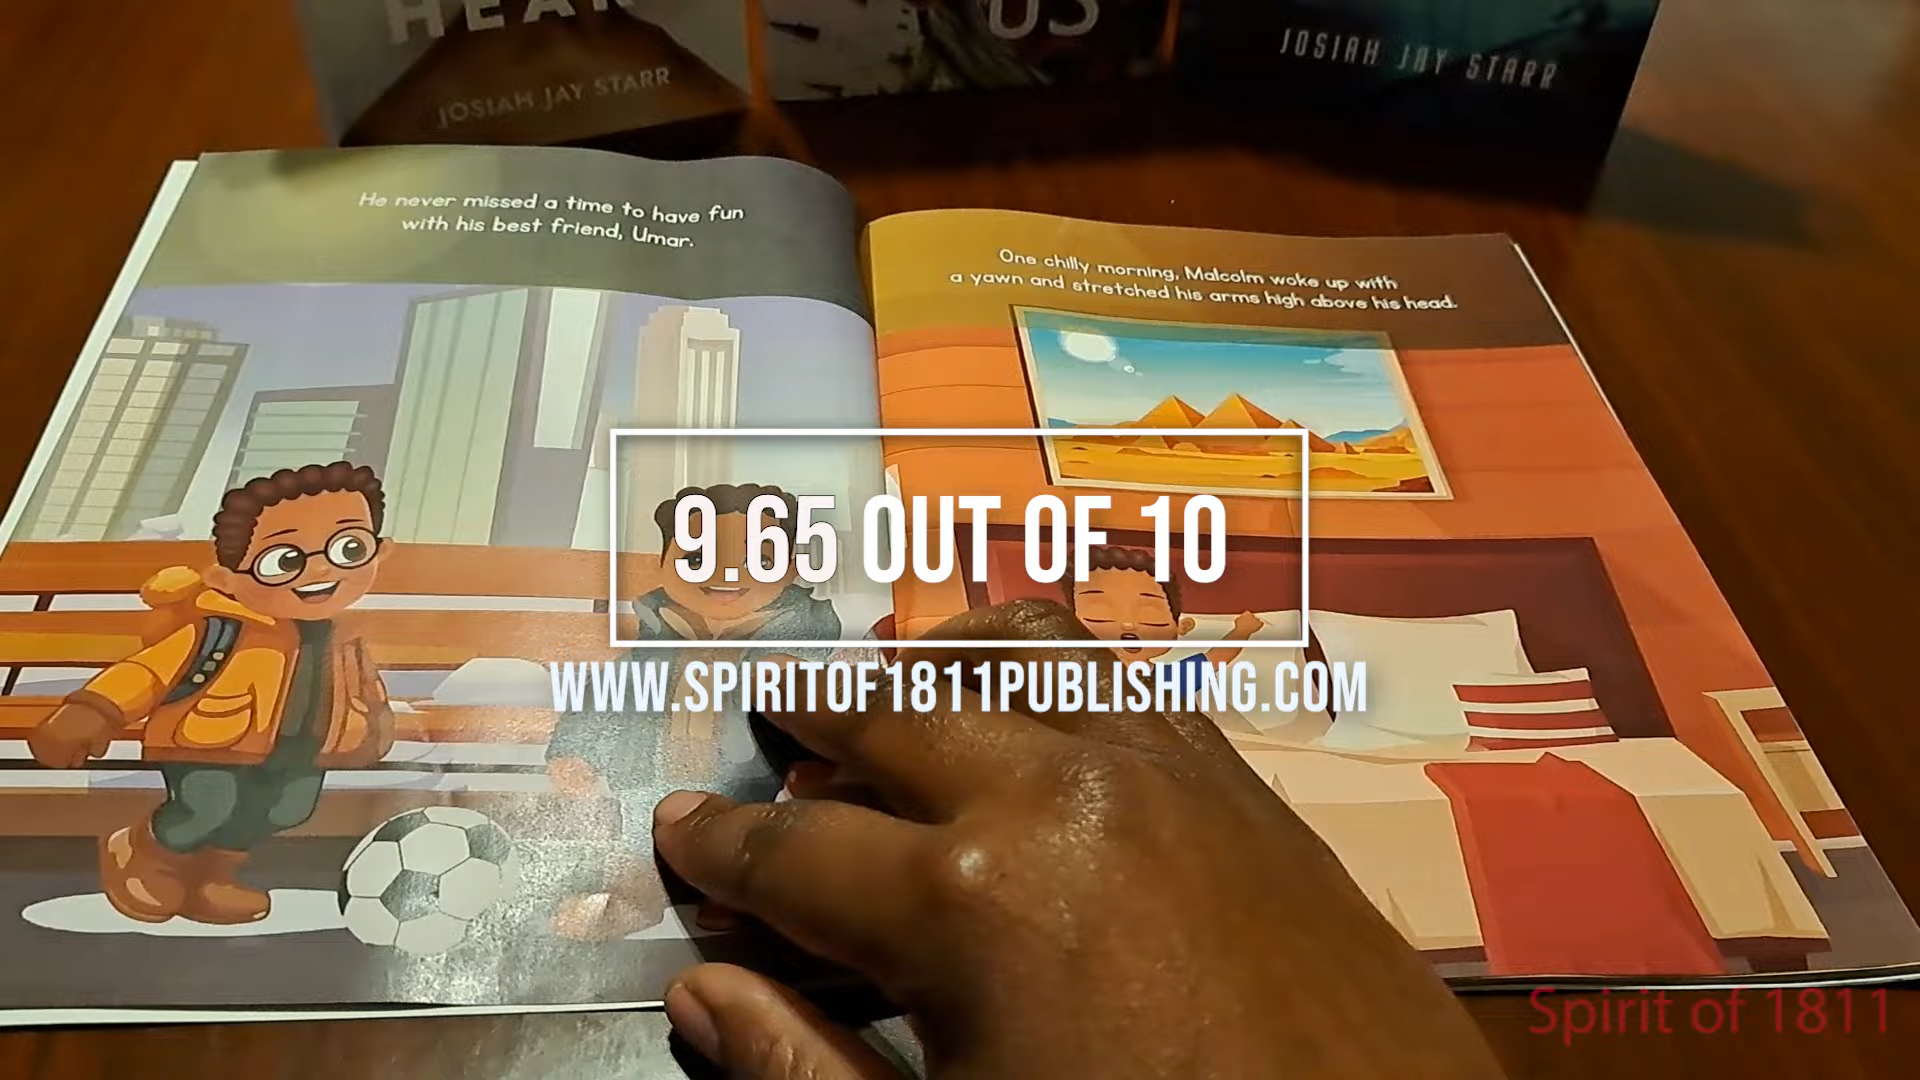 HEAR
US
JOSIAH JAY STARR
JOSIAH JAY STARR
He never missed a time to have fun
with his best friend, Umar.
One chilly morning, Malcolm woke up with
a yawn and stretched his arms high above his head.
9.65 OUT OF 10
WWW.SPIRITOF1811PUBLISHING.COM
Spirit of 1811